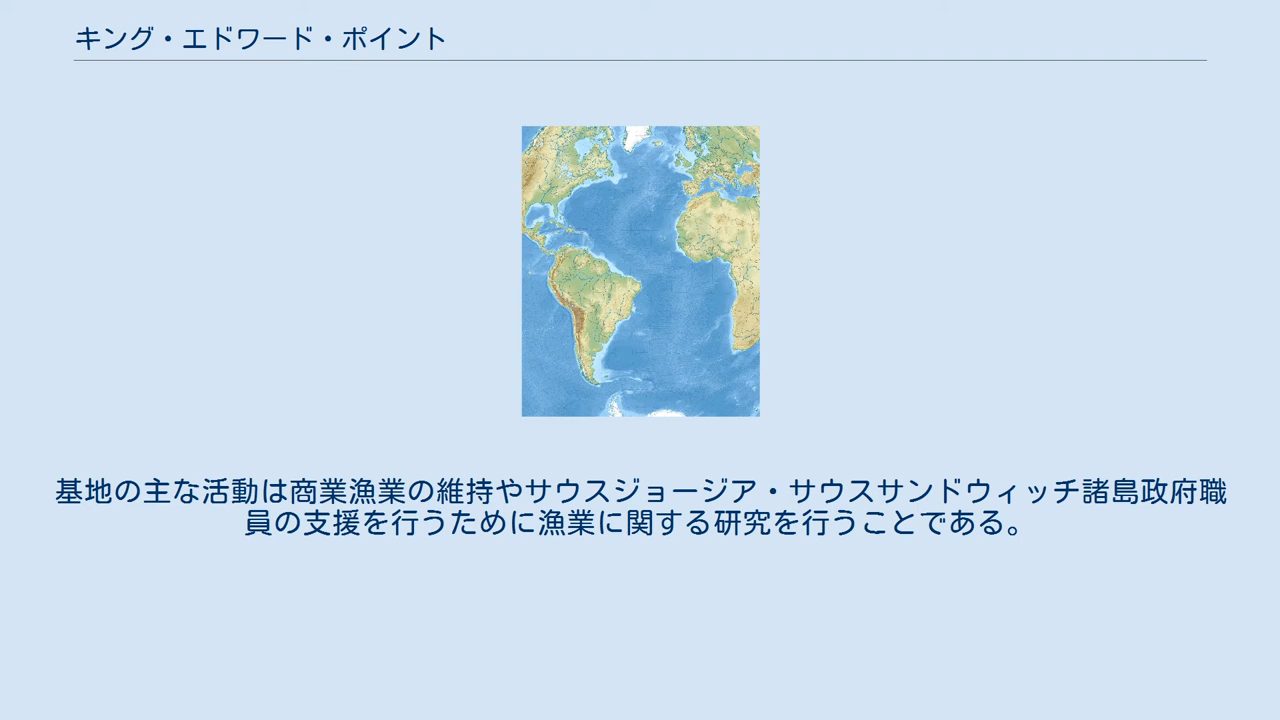 キング・エドワード・ポイント
基地の主な活動は商業漁業の維持やサウスジョージア・サウスサンドウィッチ諸島政府職
員の支援を行うために漁業に関する研究を行うことである。